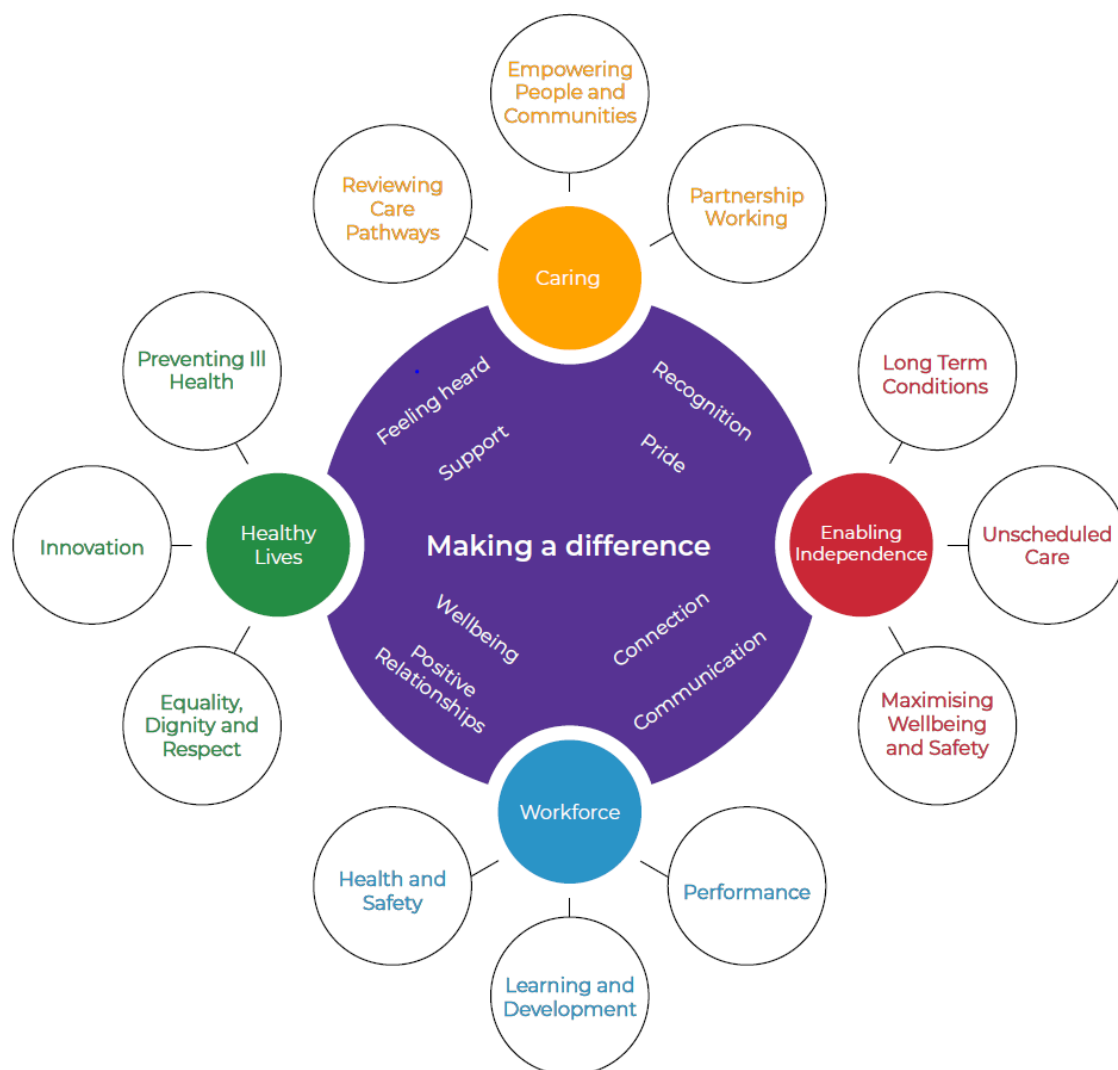 Empowering
People and
Communities
Reviewing
Care
Pathways
Partnership
Working
Caring
Preventing Ill
Health
Feeling heard
Support
Recognition
Pride
Long Term
Conditions
Innovation
Healthy
Lives
Making a difference
Enabling
Independence
Unscheduled
Care
Equality,
Dignity and
Respect
Wellbeing
Positive
Relationships
Connection
Communication
Maximising
Wellbeing
and Safety
Workforce
Health and
Safety
Performance
Learning and
Development